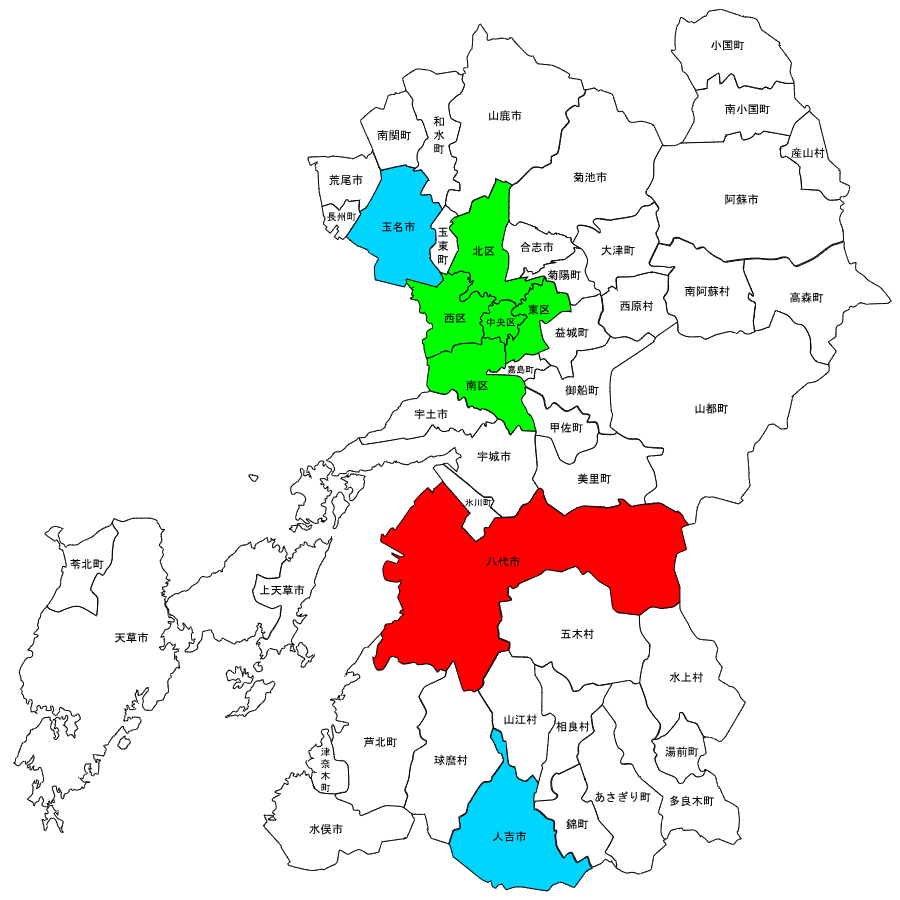 小国町
南小国町
産山村
山鹿市
和水町
南関町
荒尾市
長州町
玉名市
玉東町
菊池市
阿蘇市
北区
合志市
大津町
菊陽町
西原村
南阿蘇村
高森町
西区
中央区
東区
益城町
嘉島町
南区
御船町
山都町
宇土市
甲佐町
宇城市
美里町
氷川町
八代市
苓北町
上天草市
天草市
五木村
水上村
山江村
相良村
芦北町
球磨村
湯前町
津奈木町
あさぎり町
多良木町
水俣市
人吉市
錦町